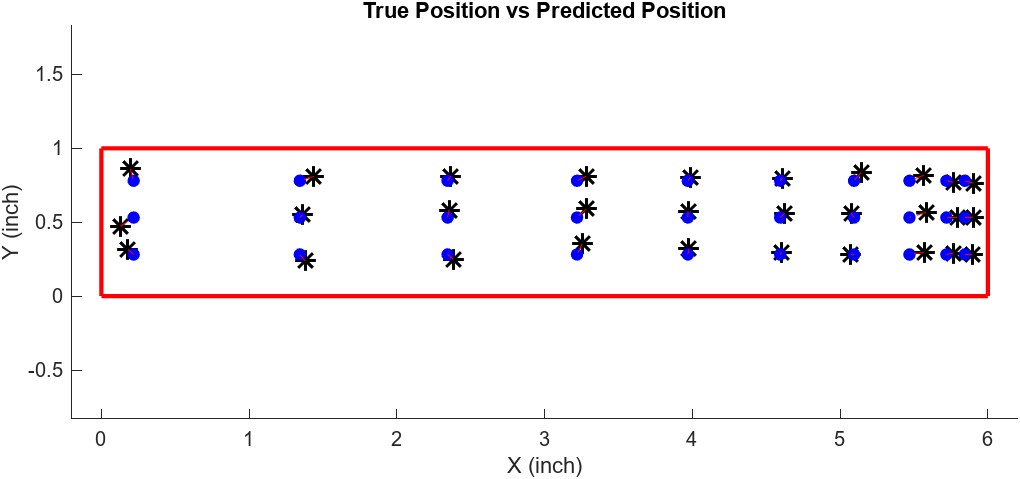 True Position vs Predicted Position
1.5
1
0.5
0
-0.5
Y (inch)
0 1 2 3 4 5 6
X (inch)